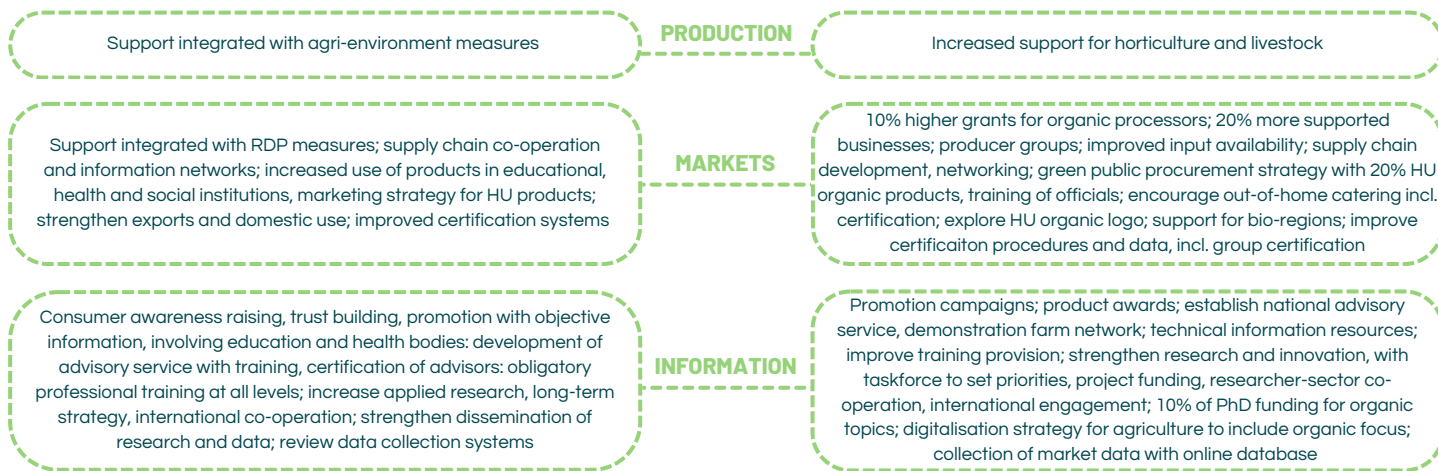 Support integrated with agri-environment measures
PRODUCTION
Increased support for horticulture and livestock
Support integrated with RDP measures; supply chain co-operation
and information networks; increased use of products in educational,
health and social institutions, marketing strategy for HU products;
strengthen exports and domestic use; improved certification systems
MARKETS
10% higher grants for organic processors; 20% more supported
businesses; producer groups; improved input availability; supply chain
development, networking; green public procurement strategy with 20% HU
organic products, training of officials; encourage out-of-home catering incl.
certification; explore HU organic logo; support for bio-regions; improve
certificaiton procedures and data, incl. group certification
Consumer awareness raising, trust building, promotion with objective
information, involving education and health bodies: development of
advisory service with training, certification of advisors: obligatory
professional training at all levels; increase applied research, long-term
strategy, international co-operation; strengthen dissemination of
research and data; review data collection systems
INFORMATION
Promotion campaigns; product awards; establish national advisory
service, demonstration farm network; technical information resources;
improve training provision; strengthen research and innovation, with
taskforce to set priorities, project funding, researcher-sector co-
operation, international engagement; 10% of PhD funding for organic
topics; digitalisation strategy for agriculture to include organic focus;
collection of market data with online database